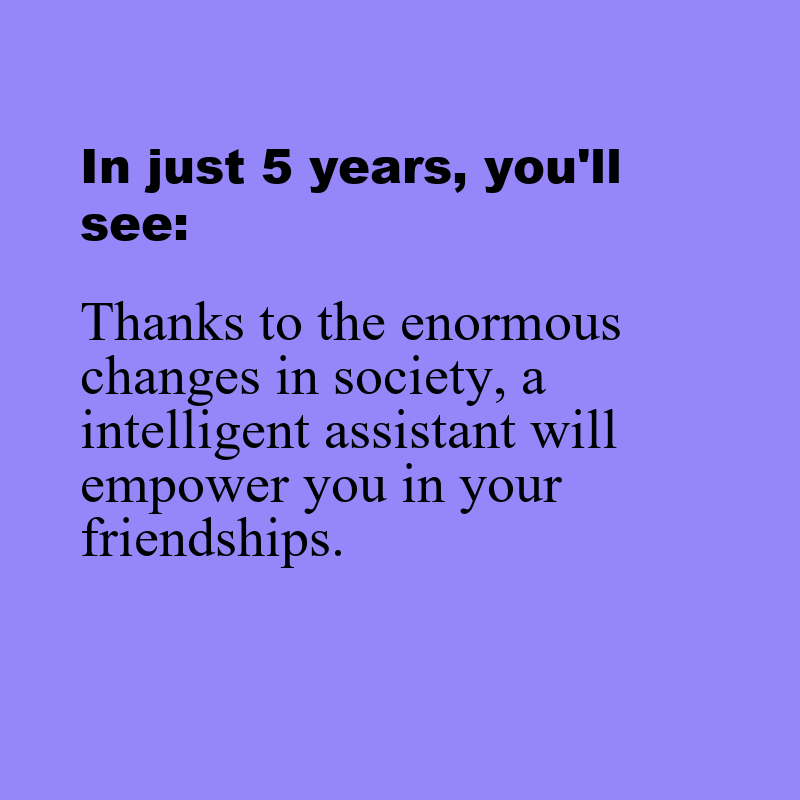 In just 5 years, you'll
see:
Thanks to the enormous
changes in society, a
intelligent assistant will
empower you in your
friendships.